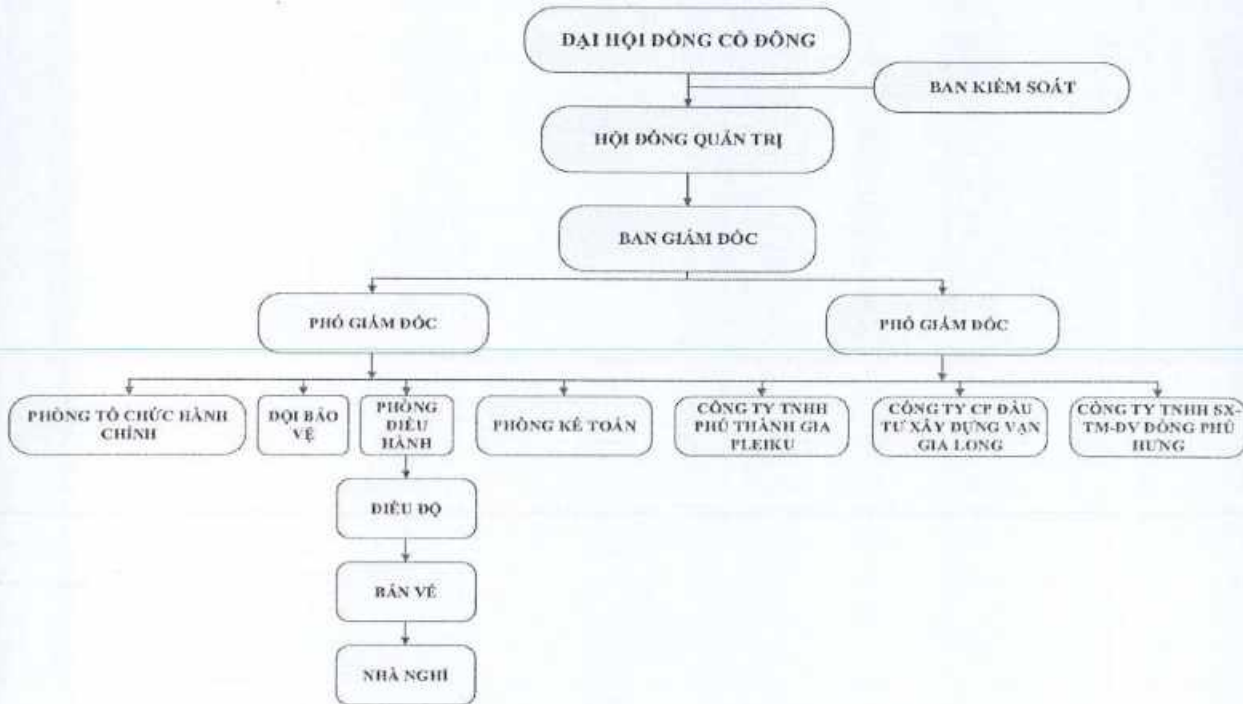 ĐẠI HỘI ĐỒNG CỔ ĐÔNG
BAN KIỂM SOÁT
HỘI ĐỒNG QUẢN TRỊ
BAN GIÁM ĐỐC
PHÓ GIÁM ĐỐC
PHÓ GIÁM ĐỐC
PHÒNG TỔ CHỨC HÀNH
CHÍNH
ĐỘI BẢO
VỆ
PHÒNG
ĐIỀU
HÀNH
PHÒNG KẾ TOÁN
CÔNG TY TNHH
PHÚ THÀNH GIA
PLEIKU
CÔNG TY CP ĐẦU
TƯ XÂY DỰNG VẠN
GIA LONG
CÔNG TY TNHH SX-
TM-DV ĐỒNG PHÚ
HƯNG
ĐIỀU ĐỘ
BÁN VÉ
NHÀ NGHỈ